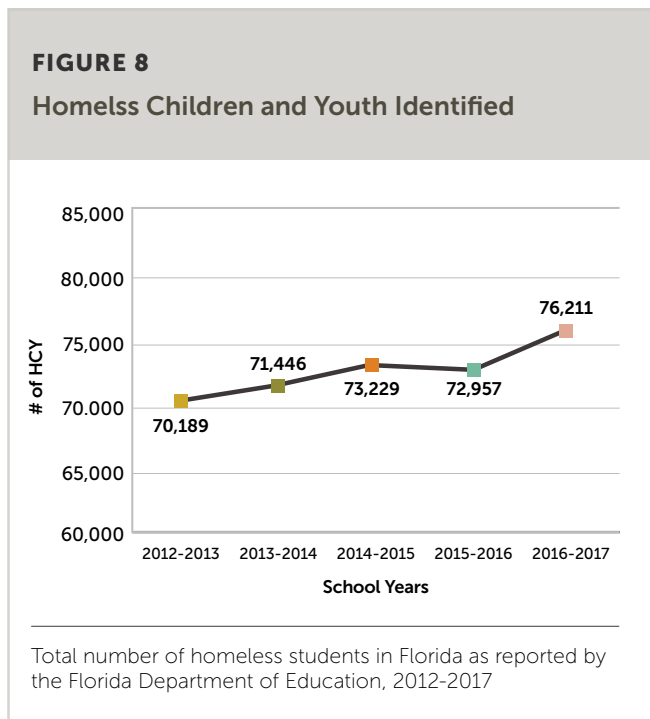 FIGURE 8
Homelss Children and Youth Identified
85,000
80,000
75,000
70.000
65,000
60,000
# of HCY
70,189
71,446
73,229
72,957
76,211
2012-2013 2013-2014 2014-2015 2015-2016 2016-2017
School Years
Total number of homeless students in Florida as reported by
the Florida Department of Education, 2012-2017